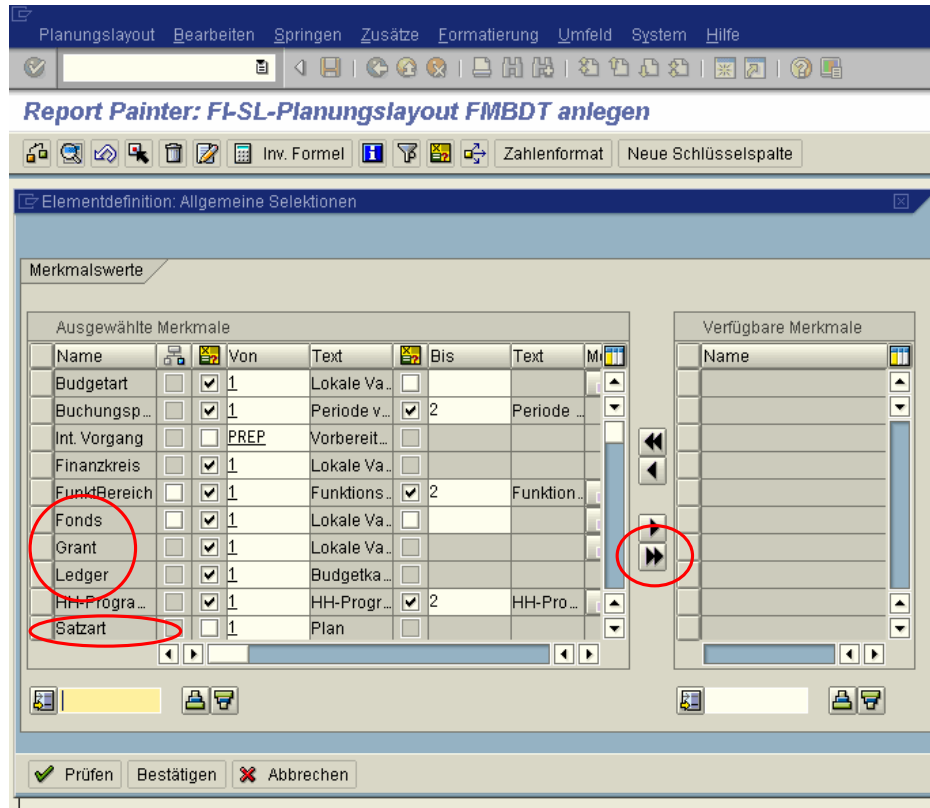 Planungslayout Bearbeiten Springen Zusätze Formatierung Umfeld System Hilfe
Report Painter: FI-SL-Planungslayout FMBDT anlegen
Inv. Formel Zahlenformat Neue Schlüsselspalte
Elementdefinition: Allgemeine Selektionen
Merkmalswerte
Ausgewählte Merkmale Verfügbare Merkmale
Name Von Text Bis Text Name
Budgetart 1 Lokale Va..
Buchungsp... 1 Periode v... 2 Periode ...
Int. Vorgang PREP Vorbereit...
Finanzkreis 1 Lokale Va..
FunktBereich 1 Funktions.. 2 Funktion..
Fonds 1 Lokale Va..
Grant 1 Lokale Va..
Ledger 1 Budgetka...
HH-Progra... 1 HH-Progr... 2 HH-Pro...
Satzart 1 Plan
Prüfen Bestätigen Abbrechen